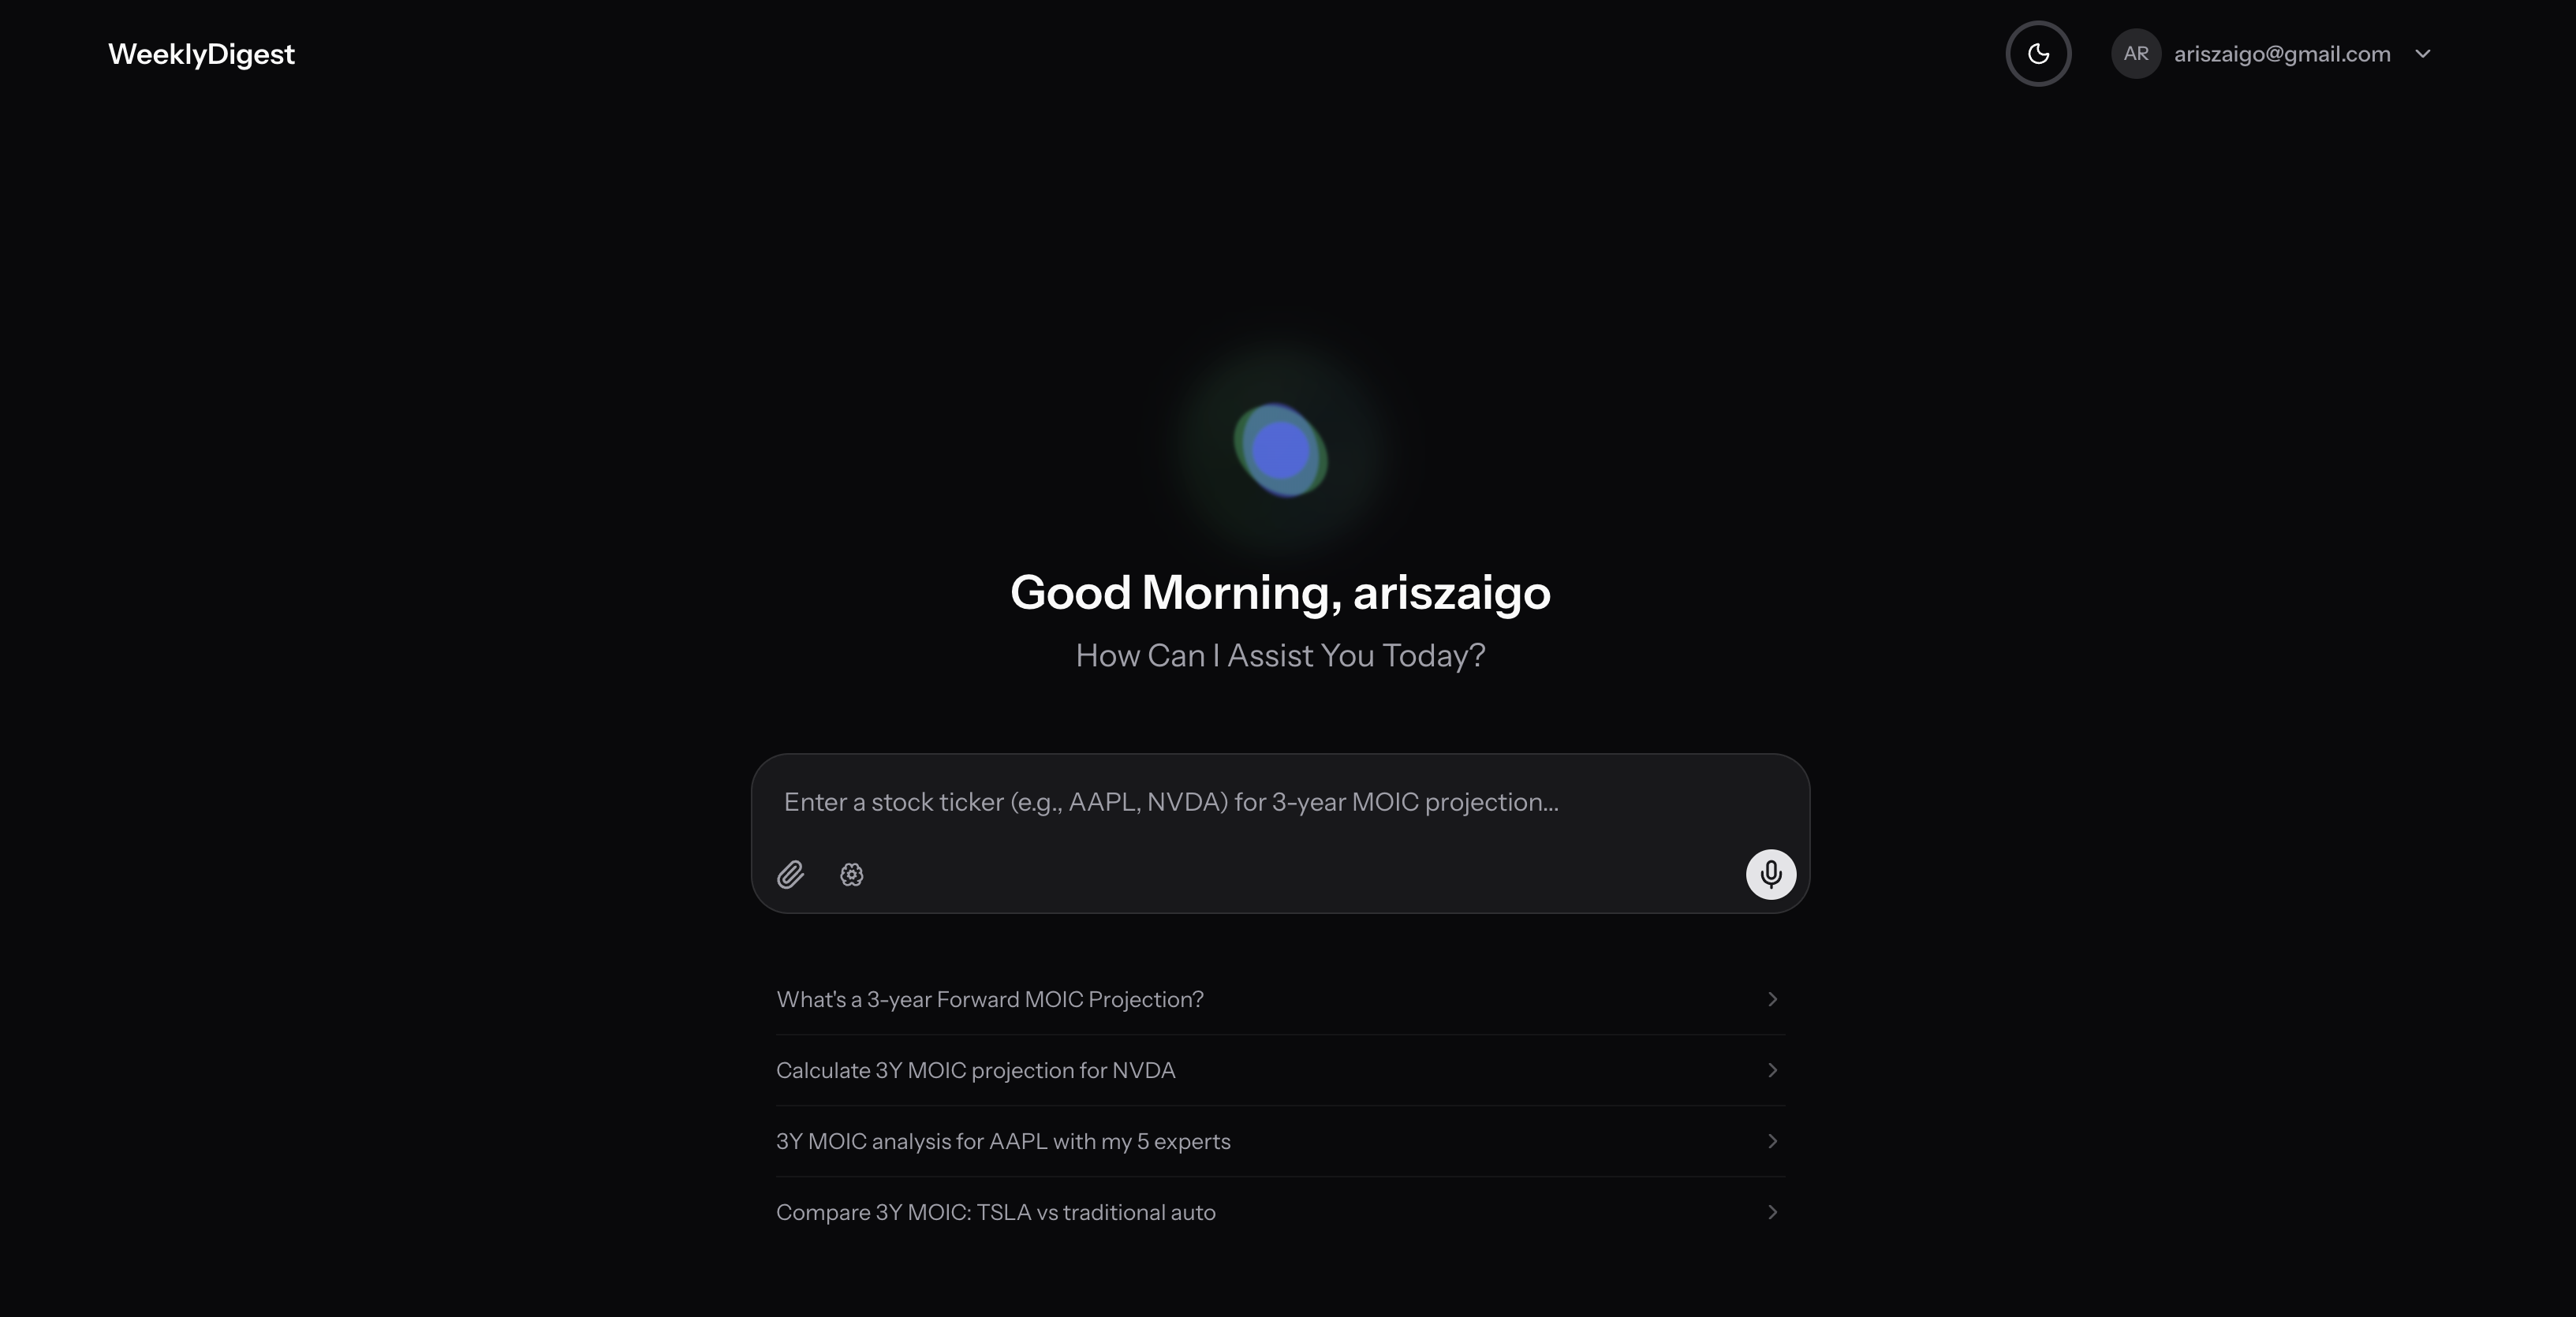 WeeklyDigest
AR ariszaigo@gmail.com
Good Morning, ariszaigo
How Can I Assist You Today?
Enter a stock ticker (e.g., AAPL, NVDA) for 3-year MOIC projection...
What's a 3-year Forward MOIC Projection?
Calculate 3Y MOIC projection for NVDA
3Y MOIC analysis for AAPL with my 5 experts
Compare 3Y MOIC: TSLA vs traditional auto